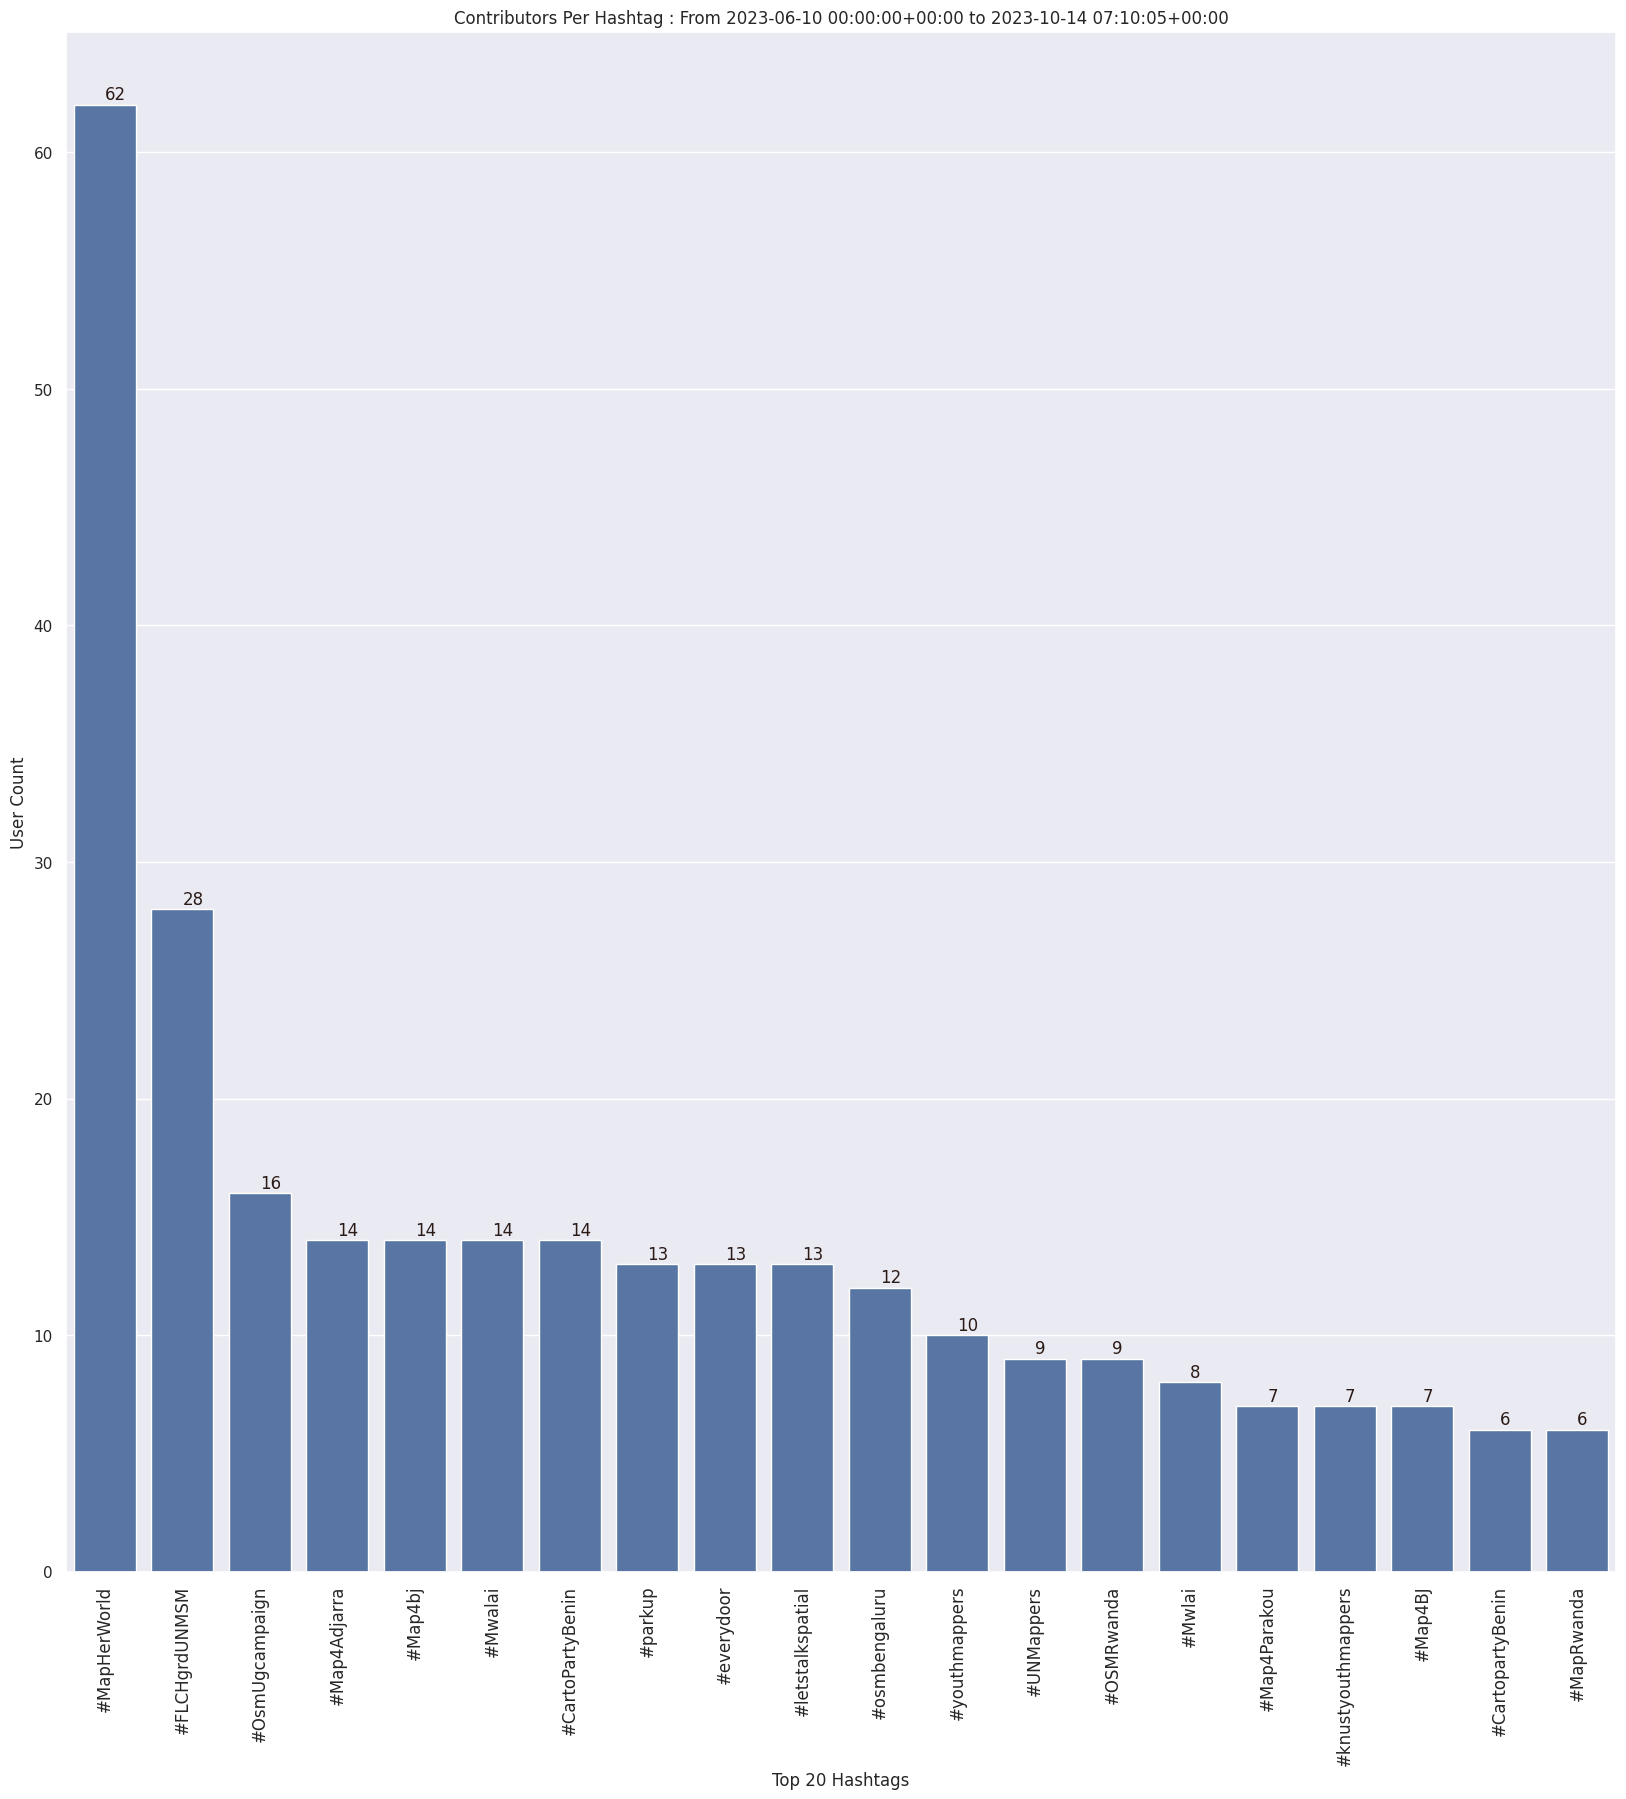 Contributors Per Hashtag : From 2023-06-10 00:00:00+00:00 to 2023-10-14 07:10:05+00:00
User Count
60
50
40
30
20
10
0
62
28
16
14
14
14
14
13
13
13
12
10
9
9
8
7
7
7
6
6
#MapHerWorld
#FLCHgrdUNMSM
#OsmUgcampaign
#Map4Adjarra
#Map4bj
#Mwalai
#CartoPartyBenin
#parkup
#everydoor
#letstalkspatial
#osmbengaluru
#youthmappers
#UNMappers
#OSMRwanda
#Mwlai
#Map4Parakou
#knustyouthmappers
#Map4BJ
#CartopartyBenin
#MapRwanda
Top 20 Hashtags